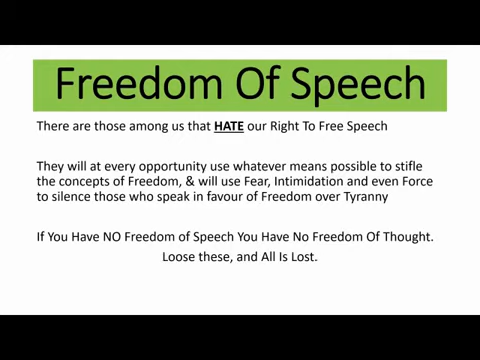 Freedom Of Speech
There are those among us that HATE our Right To Free Speech
They will at every opportunity use whatever means possible to stifle
the concepts of Freedom, & will use Fear, Intimidation and even Force
to silence those who speak in favour of Freedom over Tyranny
If You Have NO Freedom of Speech You Have No Freedom Of Thought.
Loose these, and All Is Lost.